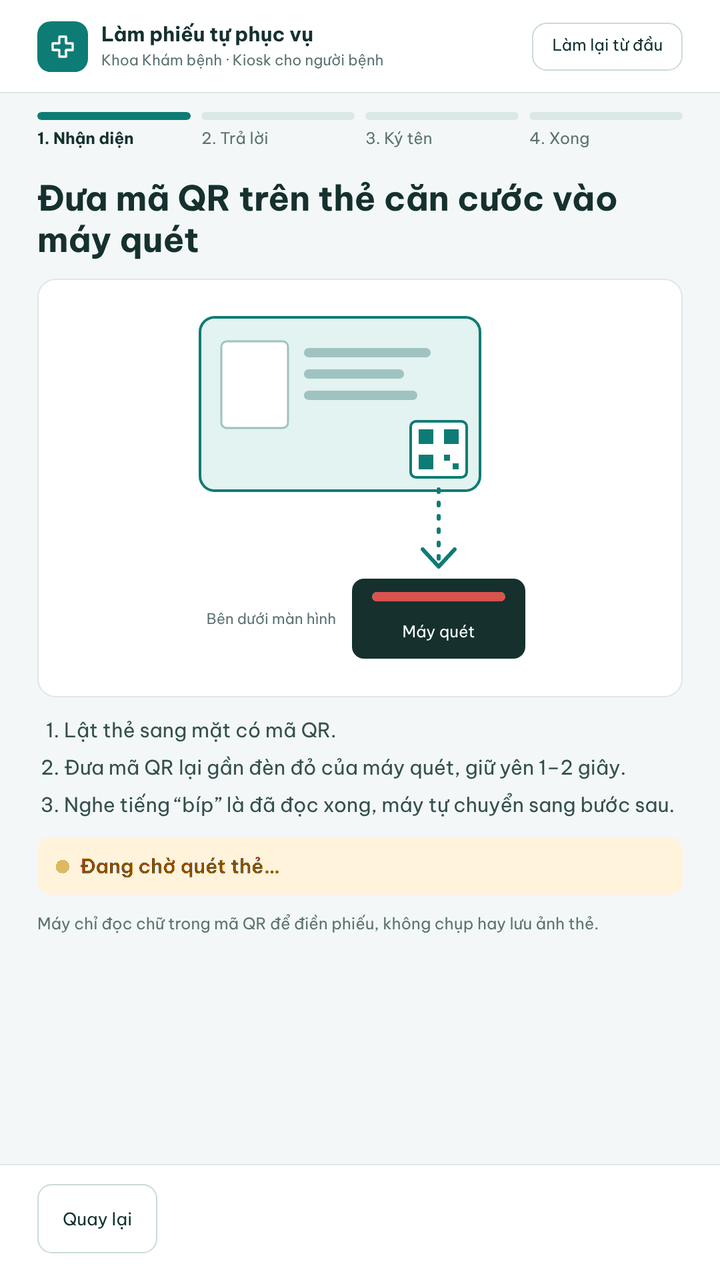 Làm phiếu tự phục vụ
Khoa Khám bệnh · Kiosk cho người bệnh
Làm lại từ đầu
1. Nhận diện
2. Trả lời
3. Ký tên
4. Xong
Đưa mã QR trên thẻ căn cước vào
máy quét
Bên dưới màn hình
Máy quét
1. Lật thẻ sang mặt có mã QR.
2. Đưa mã QR lại gần đèn đỏ của máy quét, giữ yên 1–2 giây.
3. Nghe tiếng “bíp” là đã đọc xong, máy tự chuyển sang bước sau.
Đang chờ quét thẻ...
Máy chỉ đọc chữ trong mã QR để điền phiếu, không chụp hay lưu ảnh thẻ.
Quay lại